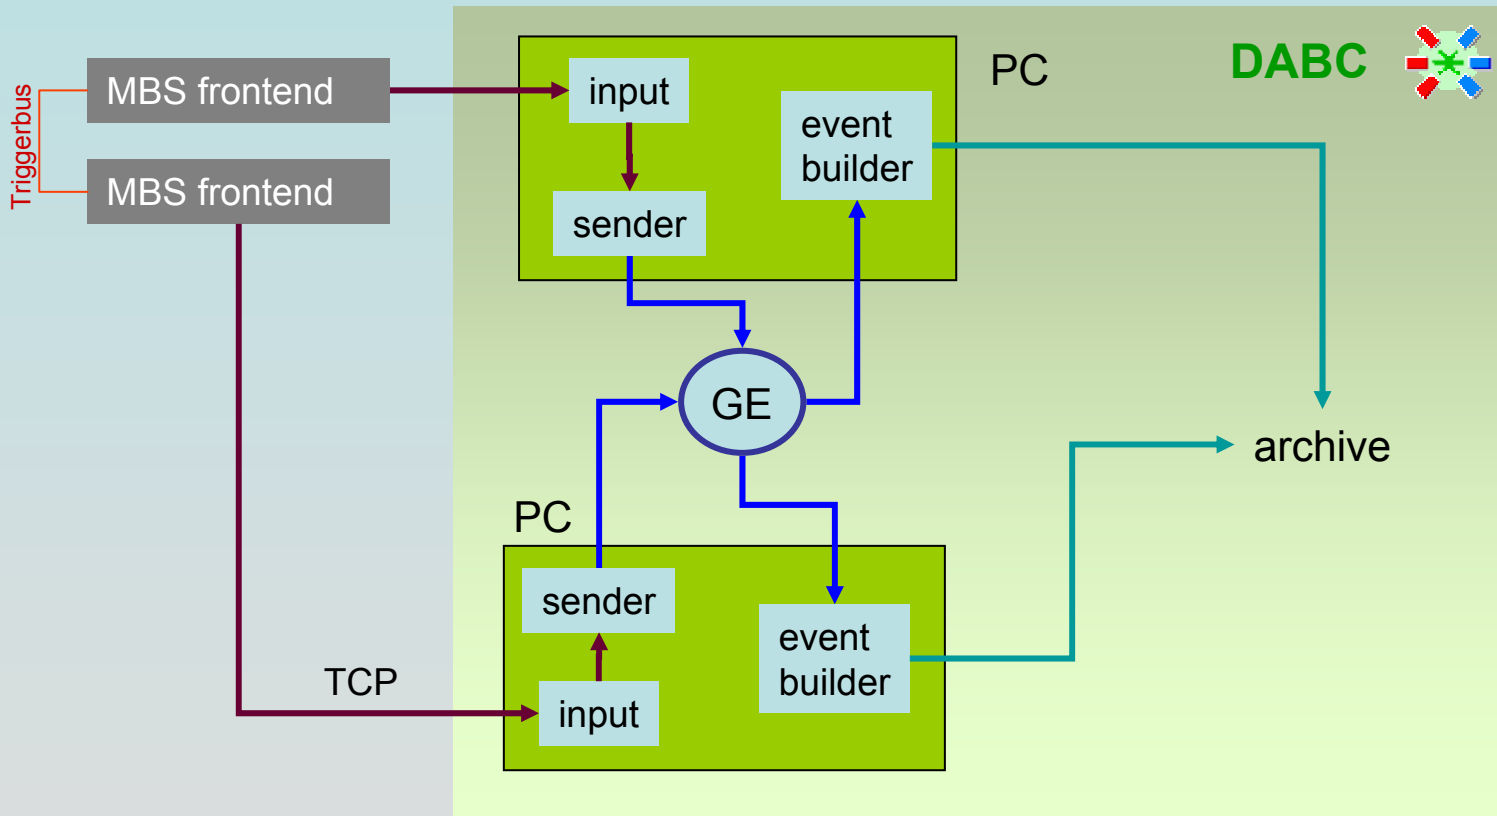 DABC
PC
MBS frontend
input
event
builder
Triggerbus
MBS frontend
sender
GE
archive
PC
sender
event
builder
TCP
input